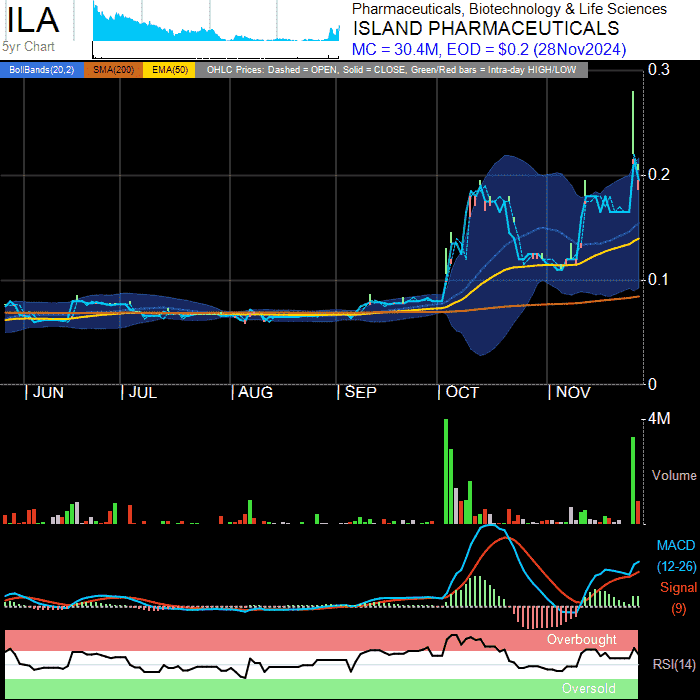 ILA
5yr Chart
Pharmaceuticals, Biotechnology & Life Sciences
ISLAND PHARMACEUTICALS
MC = 30.4M, EOD = $0.2 (28Nov2024)
BollBands(20,2) SMA(200) EMA(50) OHLC Prices: Dashed = OPEN, Solid = CLOSE, Green/Red bars = Intra-day HIGH/LOW
0.3
0.2
0.1
0
JUN JUL AUG SEP OCT NOV
4M
Volume
MACD
(12-26)
Signal
(9)
Overbought
RSI(14)
Oversold